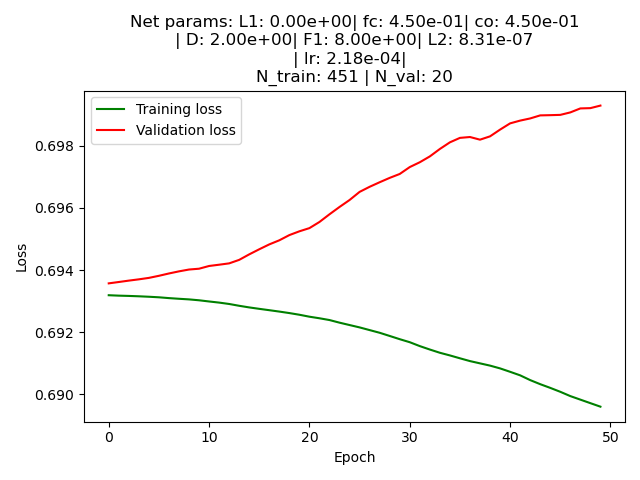 Net params: L1: 0.00e+00| fc: 4.50e-01| co: 4.50e-01
| D: 2.00e+00| F1: 8.00e+00| L2: 8.31e-07
| lr: 2.18e-04|
N_train: 451 | N_val: 20
Training loss
Validation loss
0.698
0.696
0.694
0.692
0.690
Loss
0 10 20 30 40 50
Epoch